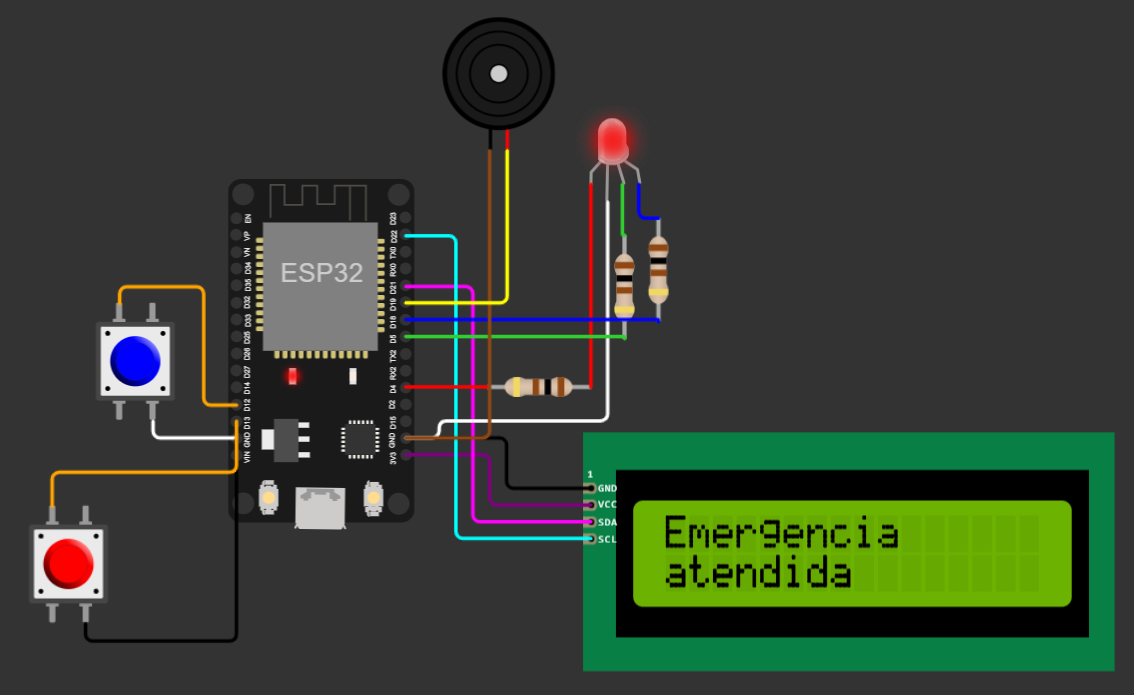 ESP32
EN
VP
VN
D34
D35
D32
D33
D25
D26
D27
D14
D12
D13
GND
VIN
D23
D22
TX0
RX0
D21
D19
D18
D5
TX2
RX2
D4
D2
D15
GND
3V3
1
GND
VCC
SDA
SCL
Emergencia
atendida